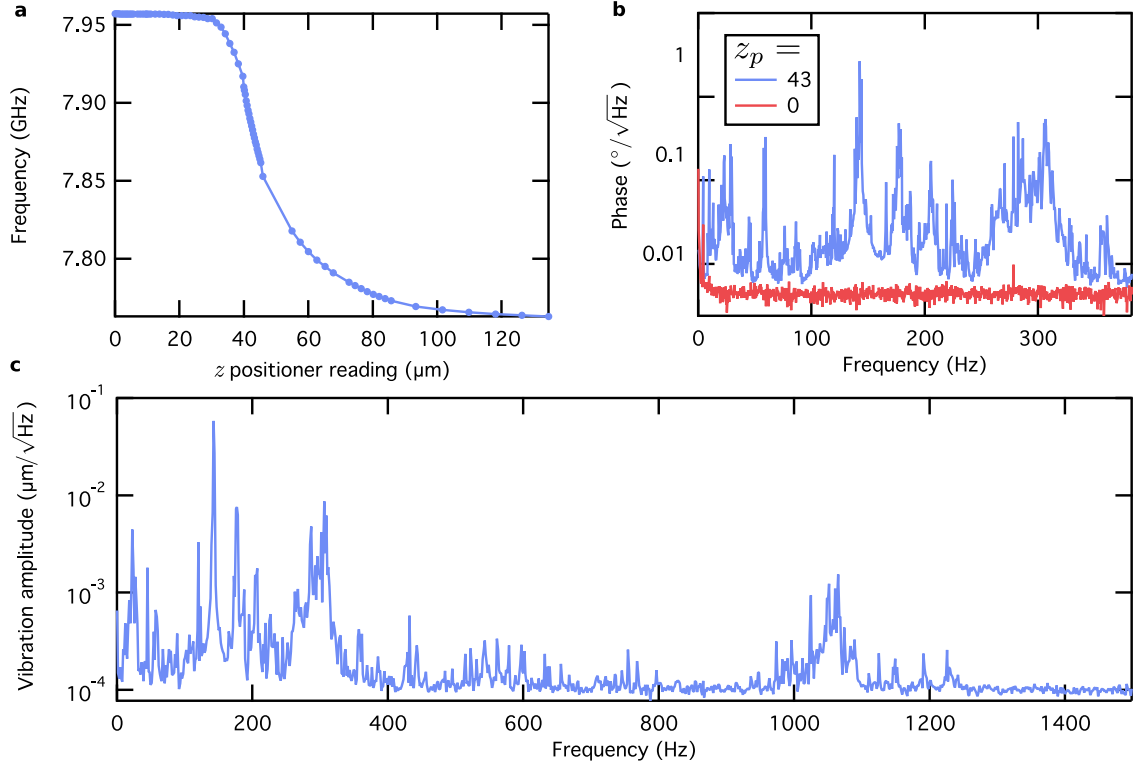 a
7.95
7.90
7.85
7.80
Frequency (GHz)
0 20 40 60 80 100 120
z positioner reading (µm)
b
1
0.1
0.01
Phase (°/√Hz)
z_p =
43
0
0 100 200 300
Frequency (Hz)
c
10⁻¹
10⁻²
10⁻³
10⁻⁴
Vibration amplitude (µm/√Hz)
0 200 400 600 800 1000 1200 1400
Frequency (Hz)